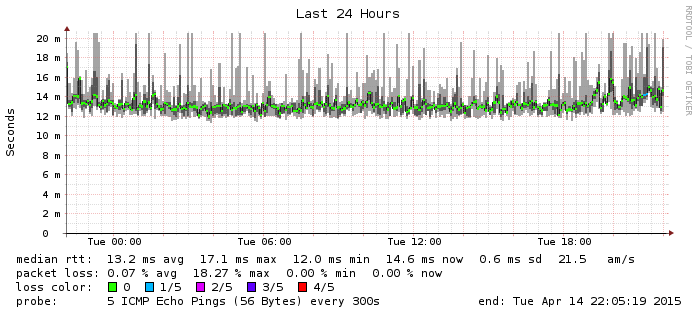 Last 24 Hours
RRDTOOL / TOBI OETIKER
Seconds
20 m
18 m
16 m
14 m
12 m
10 m
8 m
6 m
4 m
2 m
0
Tue 00:00 Tue 06:00 Tue 12:00 Tue 18:00
median rtt: 13.2 ms avg 17.1 ms max 12.0 ms min 14.6 ms now 0.6 ms sd 21.5 am/s
packet loss: 0.07 % avg 18.27 % max 0.00 % min 0.00 % now
loss color: 0 1/5 2/5 3/5 4/5
probe: 5 ICMP Echo Pings (56 Bytes) every 300s end: Tue Apr 14 22:05:19 2015